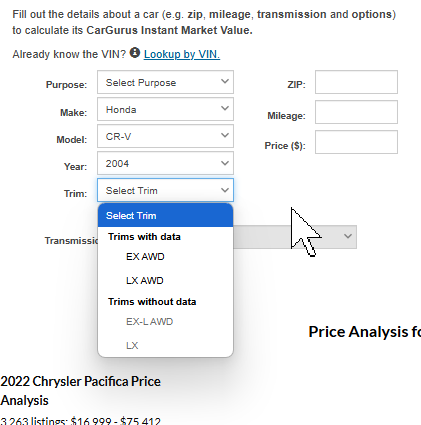 Fill out the details about a car (e.g. zip, mileage, transmission and options)
to calculate its CarGurus Instant Market Value.
Already know the VIN? Lookup by VIN.
Purpose: Select Purpose ZIP:
Make: Honda Mileage:
Model: CR-V Price ($):
Year: 2004
Trim: Select Trim
Select Trim
Trims with data
Transmissio
EX AWD
LX AWD
Trims without data
EX-L AWD
LX
Price Analysis fo
2022 Chrysler Pacifica Price
Analysis
3,263 listings: $16,999 - $75,412